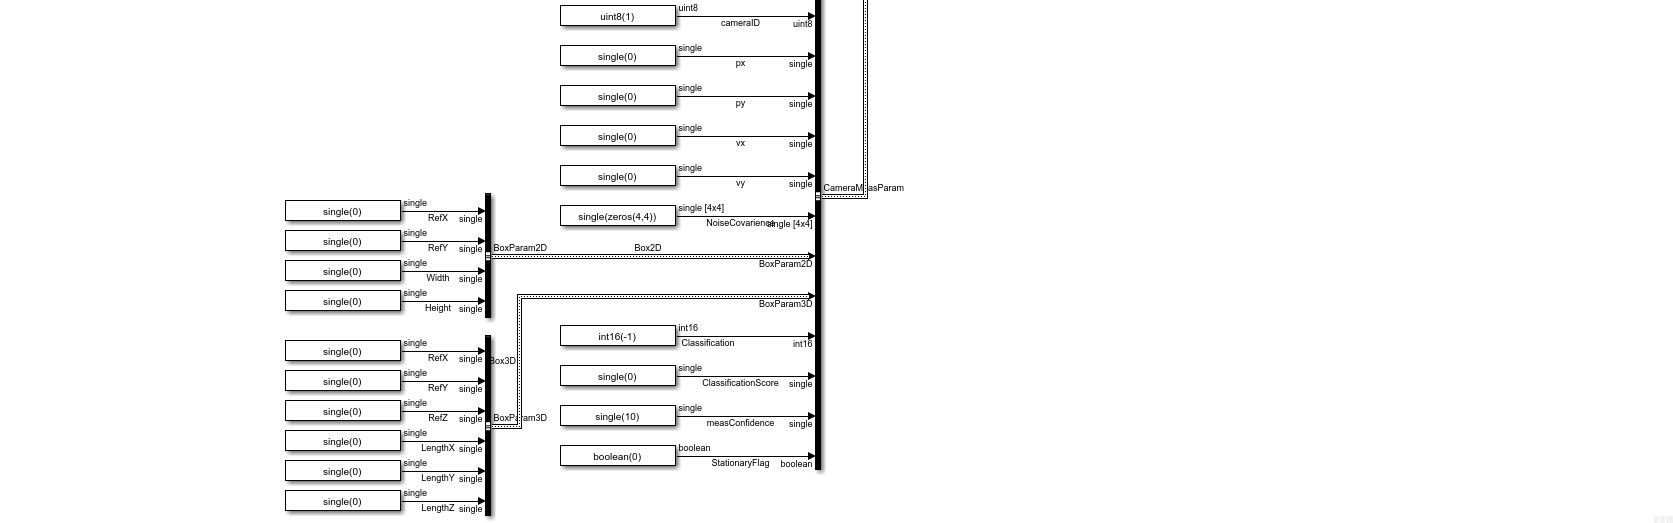 uint8(1) uint8 cameraID uint8
single(0) single px single
single(0) single py single
single(0) single vx single
single(0) single vy single
CameraMeasParam
single(zeros(4,4)) single [4x4] NoiseCovarience single [4x4]
single(0) single RefX single
single(0) single RefY single
single(0) single Width single
single(0) single Height single
BoxParam2D Box2D BoxParam2D
BoxParam3D
int16(-1) int16 Classification int16
single(0) single ClassificationScore single
single(10) single measConfidence single
boolean(0) boolean StationaryFlag boolean
single(0) single RefX single
single(0) single RefY single
single(0) single RefZ single
single(0) single LengthX single
single(0) single LengthY single
single(0) single LengthZ single
Box3D
BoxParam3D